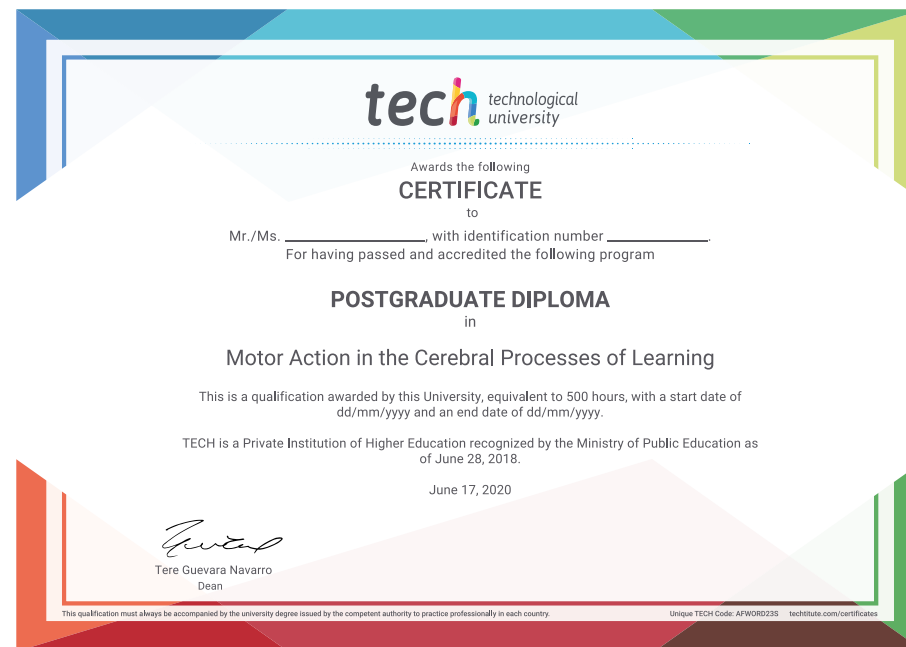 tech technological
university
Awards the following
CERTIFICATE
to
Mr./Ms. ____________________, with identification number ______________.
For having passed and accredited the following program
POSTGRADUATE DIPLOMA
in
Motor Action in the Cerebral Processes of Learning
This is a qualification awarded by this University, equivalent to 500 hours, with a start date of
dd/mm/yyyy and an end date of dd/mm/yyyy.
TECH is a Private Institution of Higher Education recognized by the Ministry of Public Education as
of June 28, 2018.
June 17, 2020
Tere Guevara Navarro
Dean
This qualification must always be accompanied by the university degree issued by the competent authority to practice professionally in each country. Unique TECH Code: AFWORD23S techtitute.com/certificates